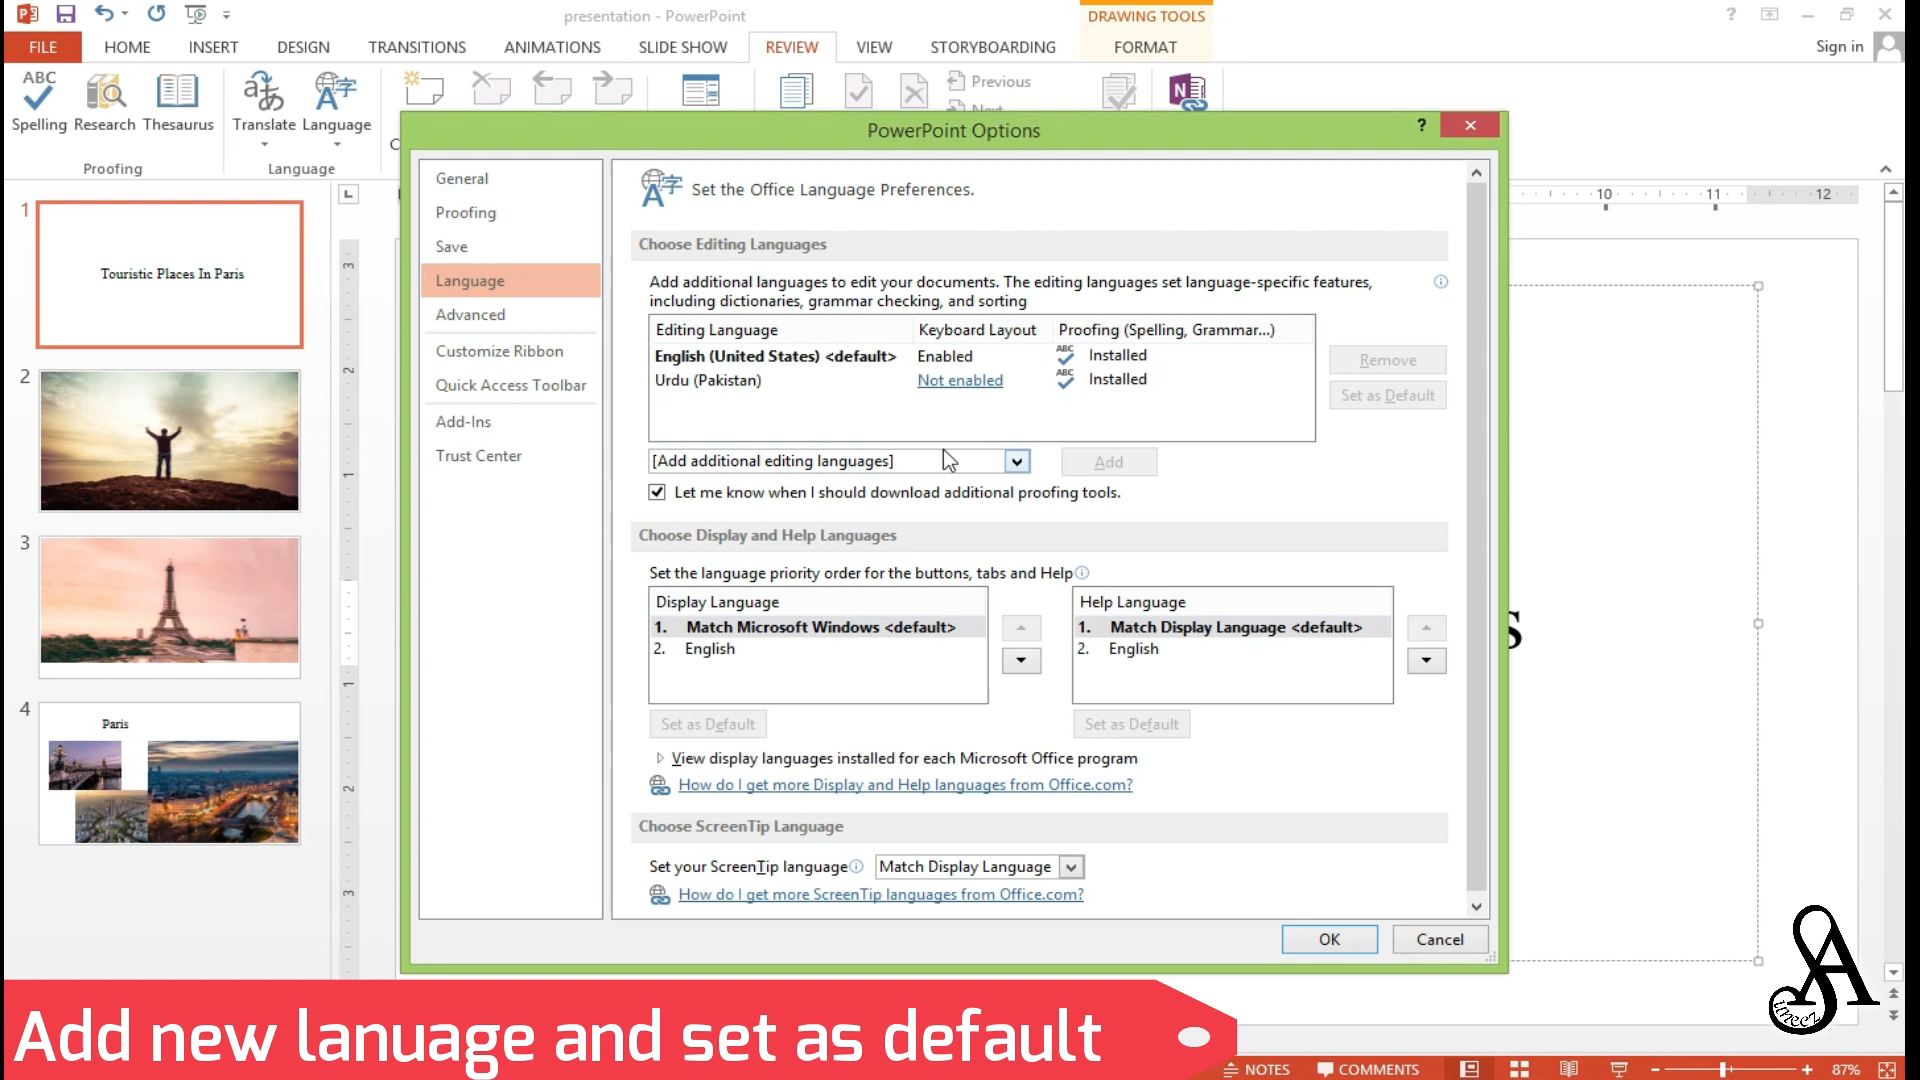 presentation - PowerPoint
DRAWING TOOLS
FILE HOME INSERT DESIGN TRANSITIONS ANIMATIONS SLIDE SHOW REVIEW VIEW STORYBOARDING FORMAT
Sign in
ABC
Spelling Research Thesaurus Translate Language
Previous
Next
Proofing Language
PowerPoint Options
General
Proofing
Save
Language
Advanced
Customize Ribbon
Quick Access Toolbar
Add-Ins
Trust Center
Set the Office Language Preferences.
Choose Editing Languages
Add additional languages to edit your documents. The editing languages set language-specific features,
including dictionaries, grammar checking, and sorting
Editing Language Keyboard Layout Proofing (Spelling, Grammar...)
English (United States) <default> Enabled ABC Installed
Urdu (Pakistan) Not enabled ABC Installed
Remove
Set as Default
[Add additional editing languages] Add
Let me know when I should download additional proofing tools.
Choose Display and Help Languages
Set the language priority order for the buttons, tabs and Help
Display Language
1. Match Microsoft Windows <default>
2. English
Set as Default
Help Language
1. Match Display Language <default>
2. English
Set as Default
View display languages installed for each Microsoft Office program
How do I get more Display and Help languages from Office.com?
Choose ScreenTip Language
Set your ScreenTip language Match Display Language
How do I get more ScreenTip languages from Office.com?
OK Cancel
10 11 12
3
2
1
1
2
3
1
Touristic Places In Paris
2
3
4
Paris
s
Add new lanuage and set as default
NOTES COMMENTS 87%